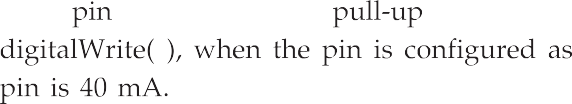 pin pull-up
digitalWrite( ), when the pin is configured as
pin is 40 mA.